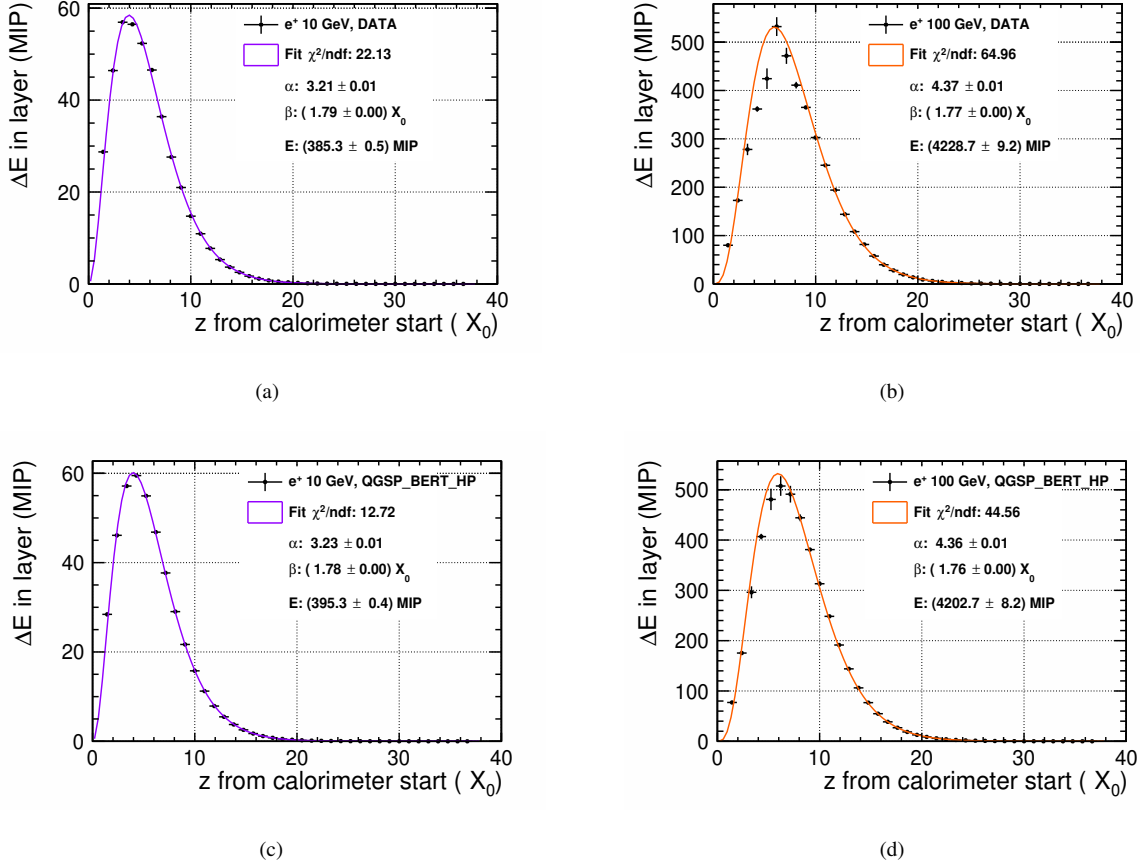 e⁺ 10 GeV, DATA
Fit χ²/ndf: 22.13
α: 3.21 ± 0.01
β: ( 1.79 ± 0.00) X₀
E: (385.3 ± 0.5) MIP
ΔE in layer (MIP)
60
40
20
0
0 10 20 30 40
z from calorimeter start ( X₀)
(a)
e⁺ 100 GeV, DATA
Fit χ²/ndf: 64.96
α: 4.37 ± 0.01
β: ( 1.77 ± 0.00) X₀
E: (4228.7 ± 9.2) MIP
ΔE in layer (MIP)
500
400
300
200
100
0
0 10 20 30 40
z from calorimeter start ( X₀)
(b)
e⁺ 10 GeV, QGSP_BERT_HP
Fit χ²/ndf: 12.72
α: 3.23 ± 0.01
β: ( 1.78 ± 0.00) X₀
E: (395.3 ± 0.4) MIP
ΔE in layer (MIP)
60
40
20
0
0 10 20 30 40
z from calorimeter start ( X₀)
(c)
e⁺ 100 GeV, QGSP_BERT_HP
Fit χ²/ndf: 44.56
α: 4.36 ± 0.01
β: ( 1.76 ± 0.00) X₀
E: (4202.7 ± 8.2) MIP
ΔE in layer (MIP)
500
400
300
200
100
0
0 10 20 30 40
z from calorimeter start ( X₀)
(d)